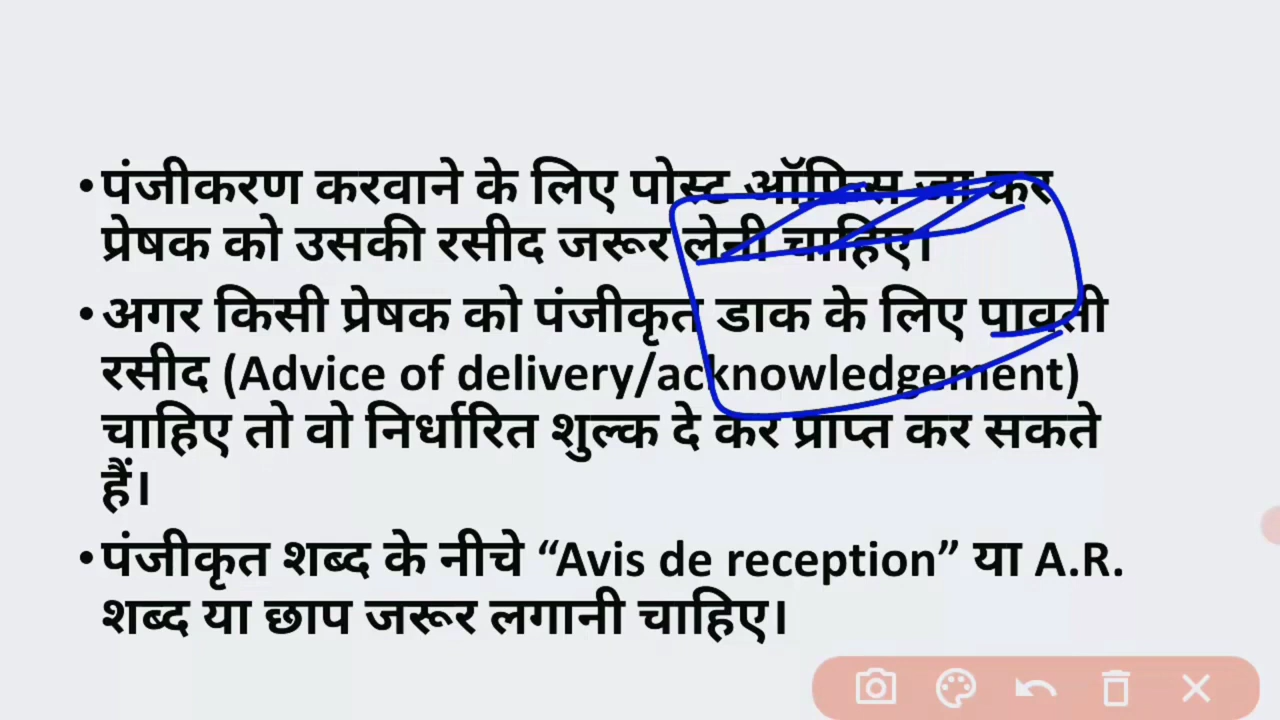 •पंजीकरण करवाने के लिए पोस्ट ऑफिस जा कर
प्रेषक को उसकी रसीद जरूर लेनी चाहिए।
•अगर किसी प्रेषक को पंजीकृत डाक के लिए पावती
रसीद (Advice of delivery/acknowledgement)
चाहिए तो वो निर्धारित शुल्क दे कर प्राप्त कर सकते
हैं।
•पंजीकृत शब्द के नीचे “Avis de reception” या A.R.
शब्द या छाप जरूर लगानी चाहिए।